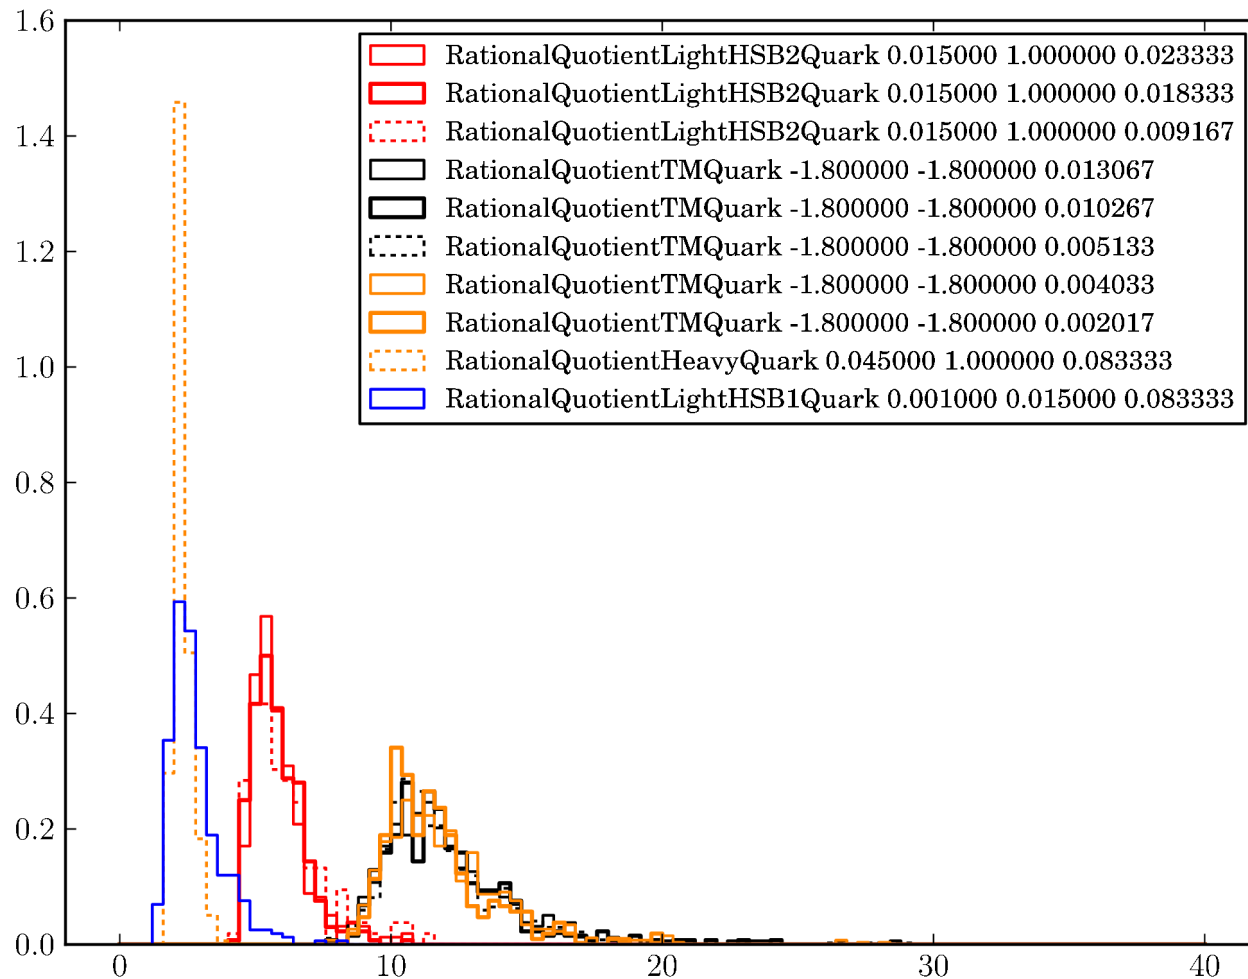 1.6
RationalQuotientLightHSB2Quark 0.015000 1.000000 0.023333
RationalQuotientLightHSB2Quark 0.015000 1.000000 0.018333
RationalQuotientLightHSB2Quark 0.015000 1.000000 0.009167
RationalQuotientTMQuark -1.800000 -1.800000 0.013067
RationalQuotientTMQuark -1.800000 -1.800000 0.010267
RationalQuotientTMQuark -1.800000 -1.800000 0.005133
RationalQuotientTMQuark -1.800000 -1.800000 0.004033
RationalQuotientTMQuark -1.800000 -1.800000 0.002017
RationalQuotientHeavyQuark 0.045000 1.000000 0.083333
RationalQuotientLightHSB1Quark 0.001000 0.015000 0.083333
1.4
1.2
1.0
0.8
0.6
0.4
0.2
0.0
0 10 20 30 40